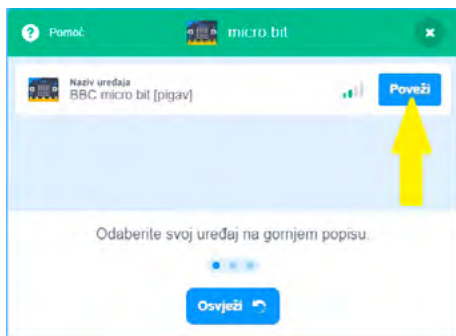 Pomoć
micro:bit
Naziv uređaja
BBC micro bit [pigav]
Poveži
Odaberite svoj uređaj na gornjem popisu.
Osvježi